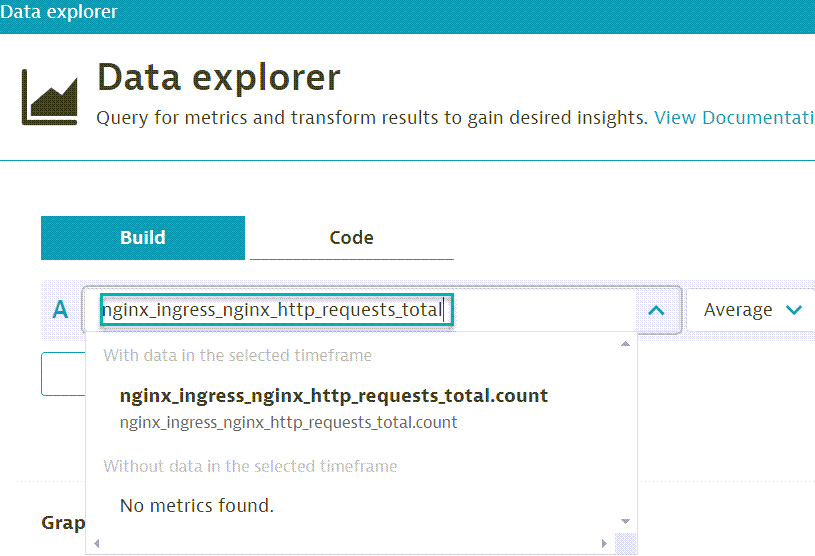 Data explorer
Data explorer
Query for metrics and transform results to gain desired insights. View Documentati
Build
Code
A
nginx_ingress_nginx_http_requests_total
Average
With data in the selected timeframe
nginx_ingress_nginx_http_requests_total.count
nginx_ingress_nginx_http_requests_total.count
Without data in the selected timeframe
No metrics found.
Grap